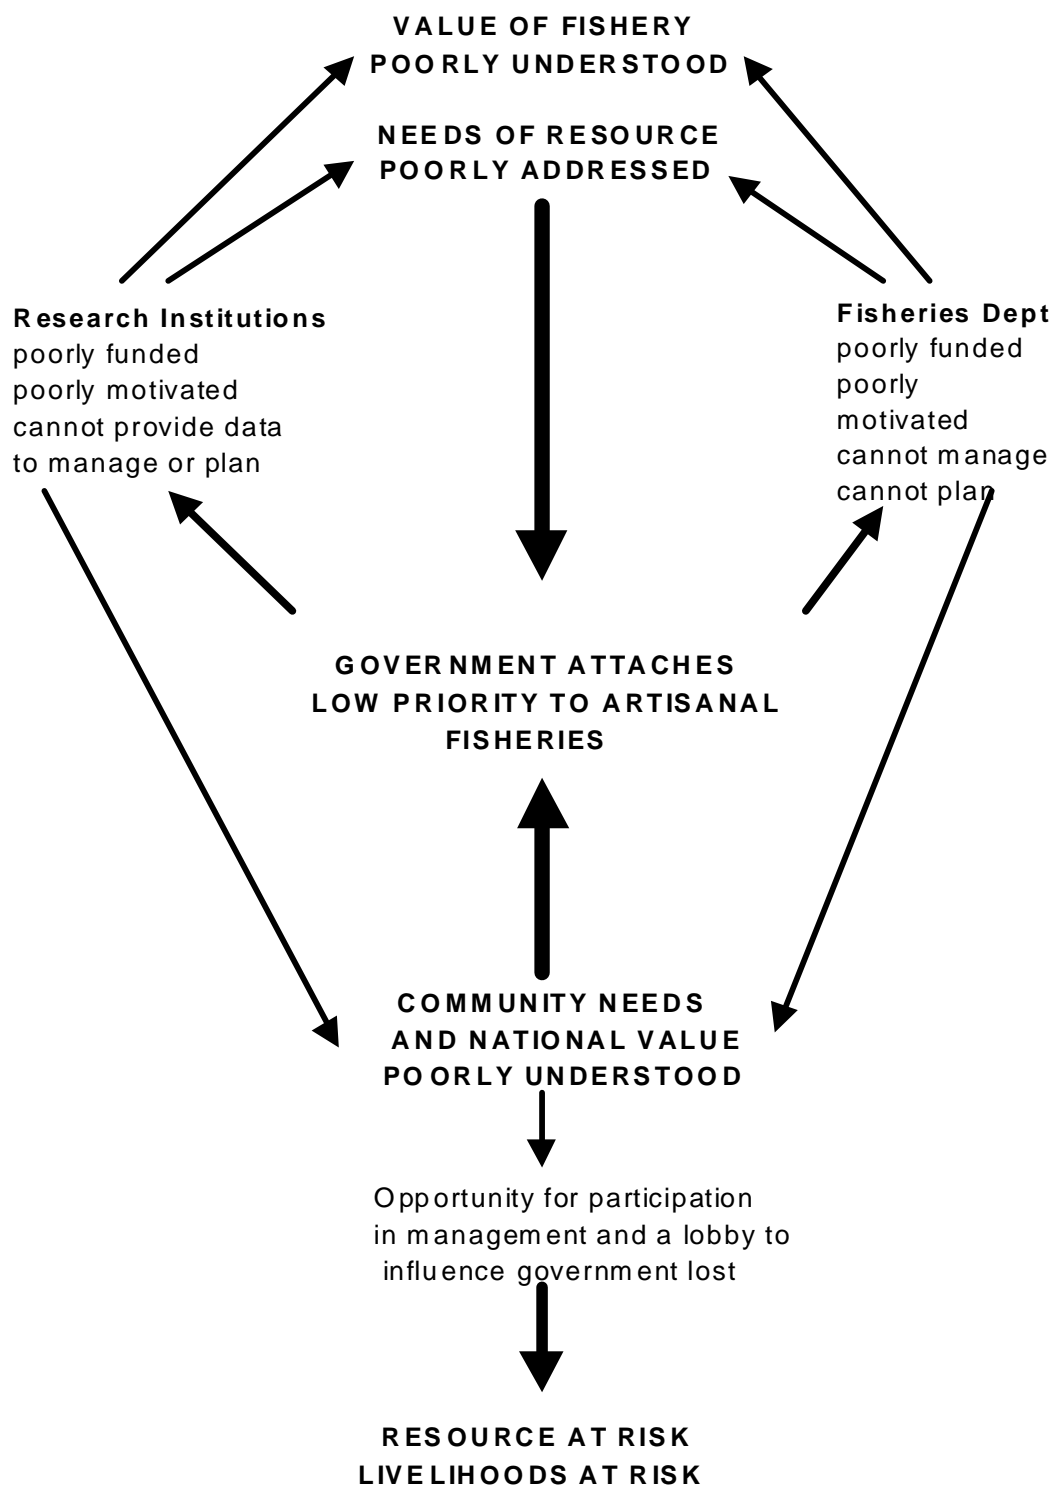 VALUE OF FISHERY
POORLY UNDERSTOOD
NEEDS OF RESOURCE
POORLY ADDRESSED
Research Institutions
poorly funded
poorly motivated
cannot provide data
to manage or plan
Fisheries Dept
poorly funded
poorly
motivated
cannot manage
cannot plan
GOVERNMENT ATTACHES
LOW PRIORITY TO ARTISANAL
FISHERIES
COMMUNITY NEEDS
AND NATIONAL VALUE
POORLY UNDERSTOOD
Opportunity for participation
in management and a lobby to
influence government lost
RESOURCE AT RISK
LIVELIHOODS AT RISK